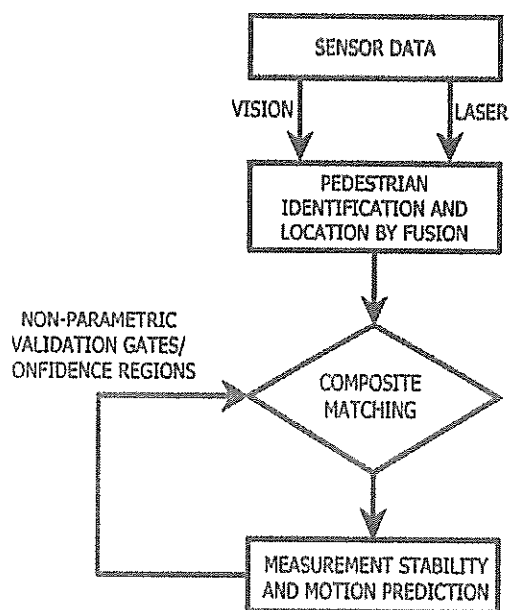 SENSOR DATA
VISION
LASER
PEDESTRIAN
IDENTIFICATION AND
LOCATION BY FUSION
NON-PARAMETRIC
VALIDATION GATES/
ONFIDENCE REGIONS
COMPOSITE
MATCHING
MEASUREMENT STABILITY
AND MOTION PREDICTION